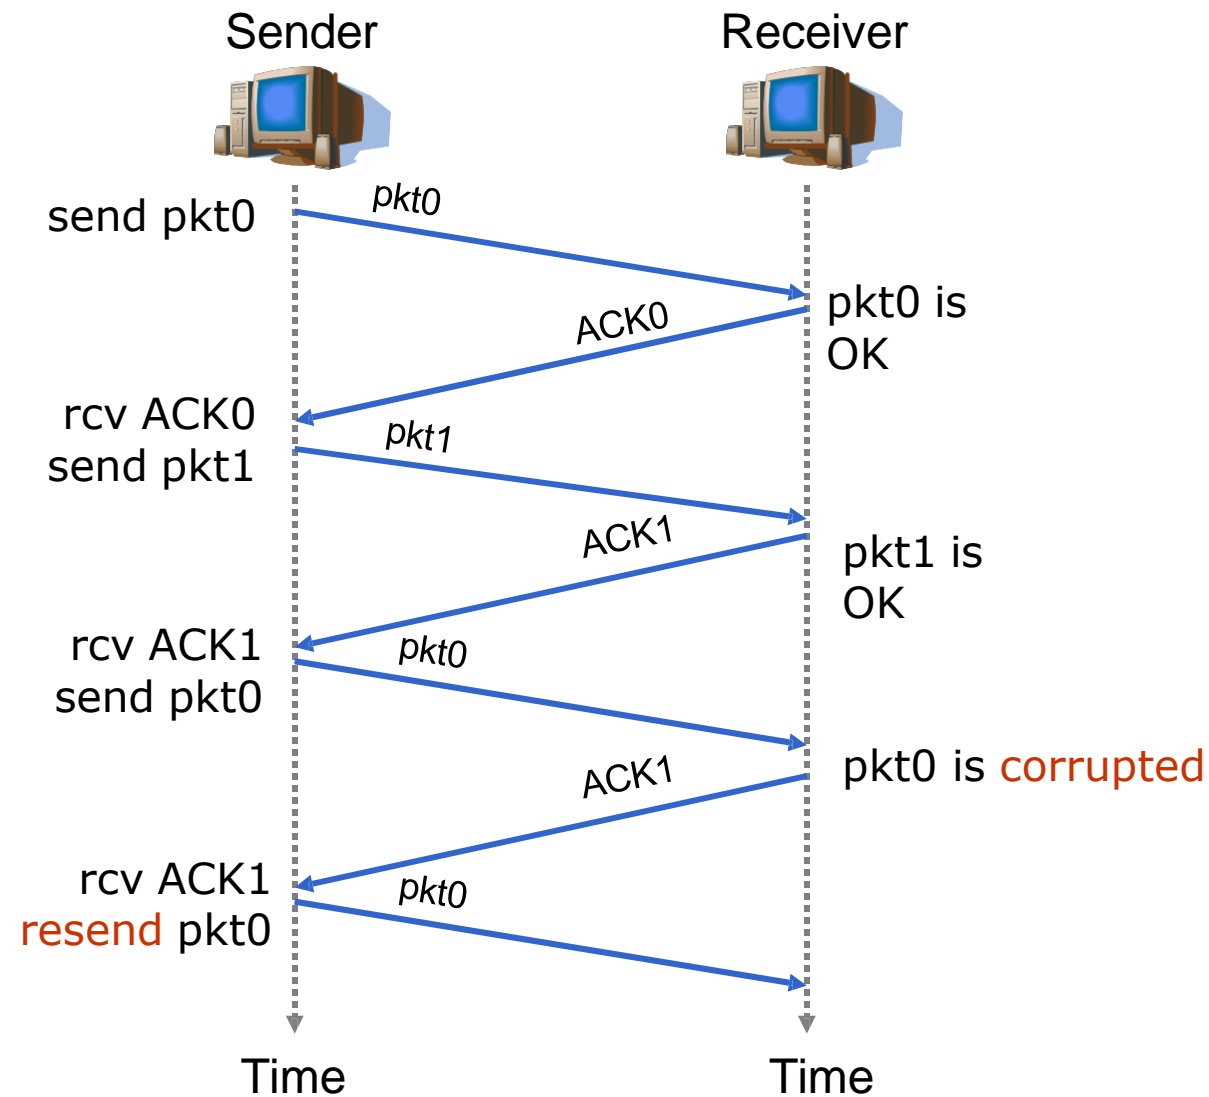 Sender
Receiver
send pkt0
pkt0
pkt0 is
OK
ACK0
rcv ACK0
send pkt1
pkt1
ACK1
pkt1 is
OK
rcv ACK1
send pkt0
pkt0
pkt0 is corrupted
ACK1
rcv ACK1
resend pkt0
pkt0
Time
Time